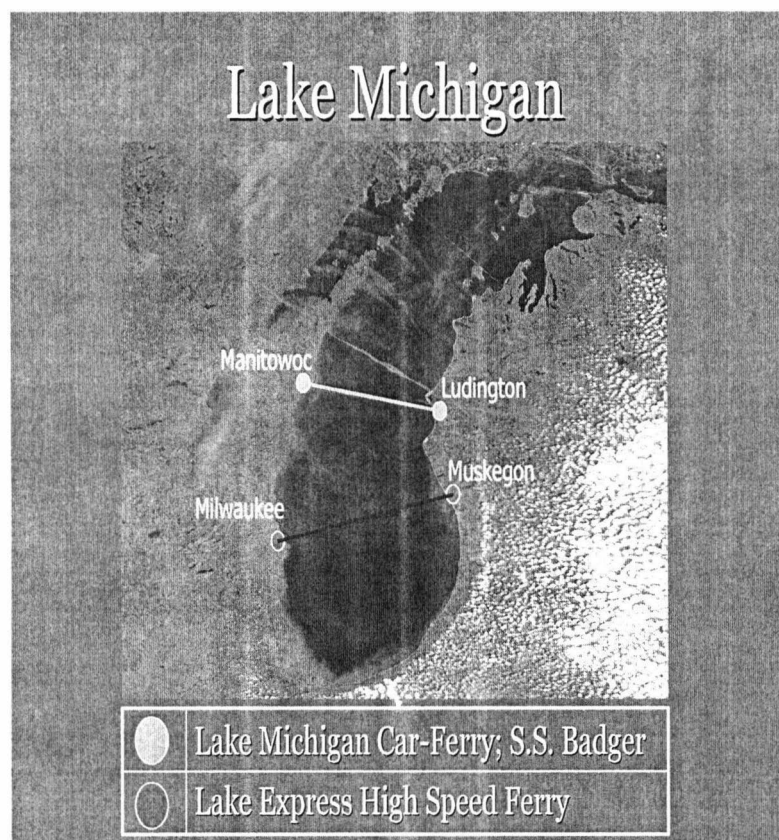 Lake Michigan
Manitowoc
Ludington
Muskegon
Milwaukee
Lake Michigan Car-Ferry; S.S. Badger
Lake Express High Speed Ferry